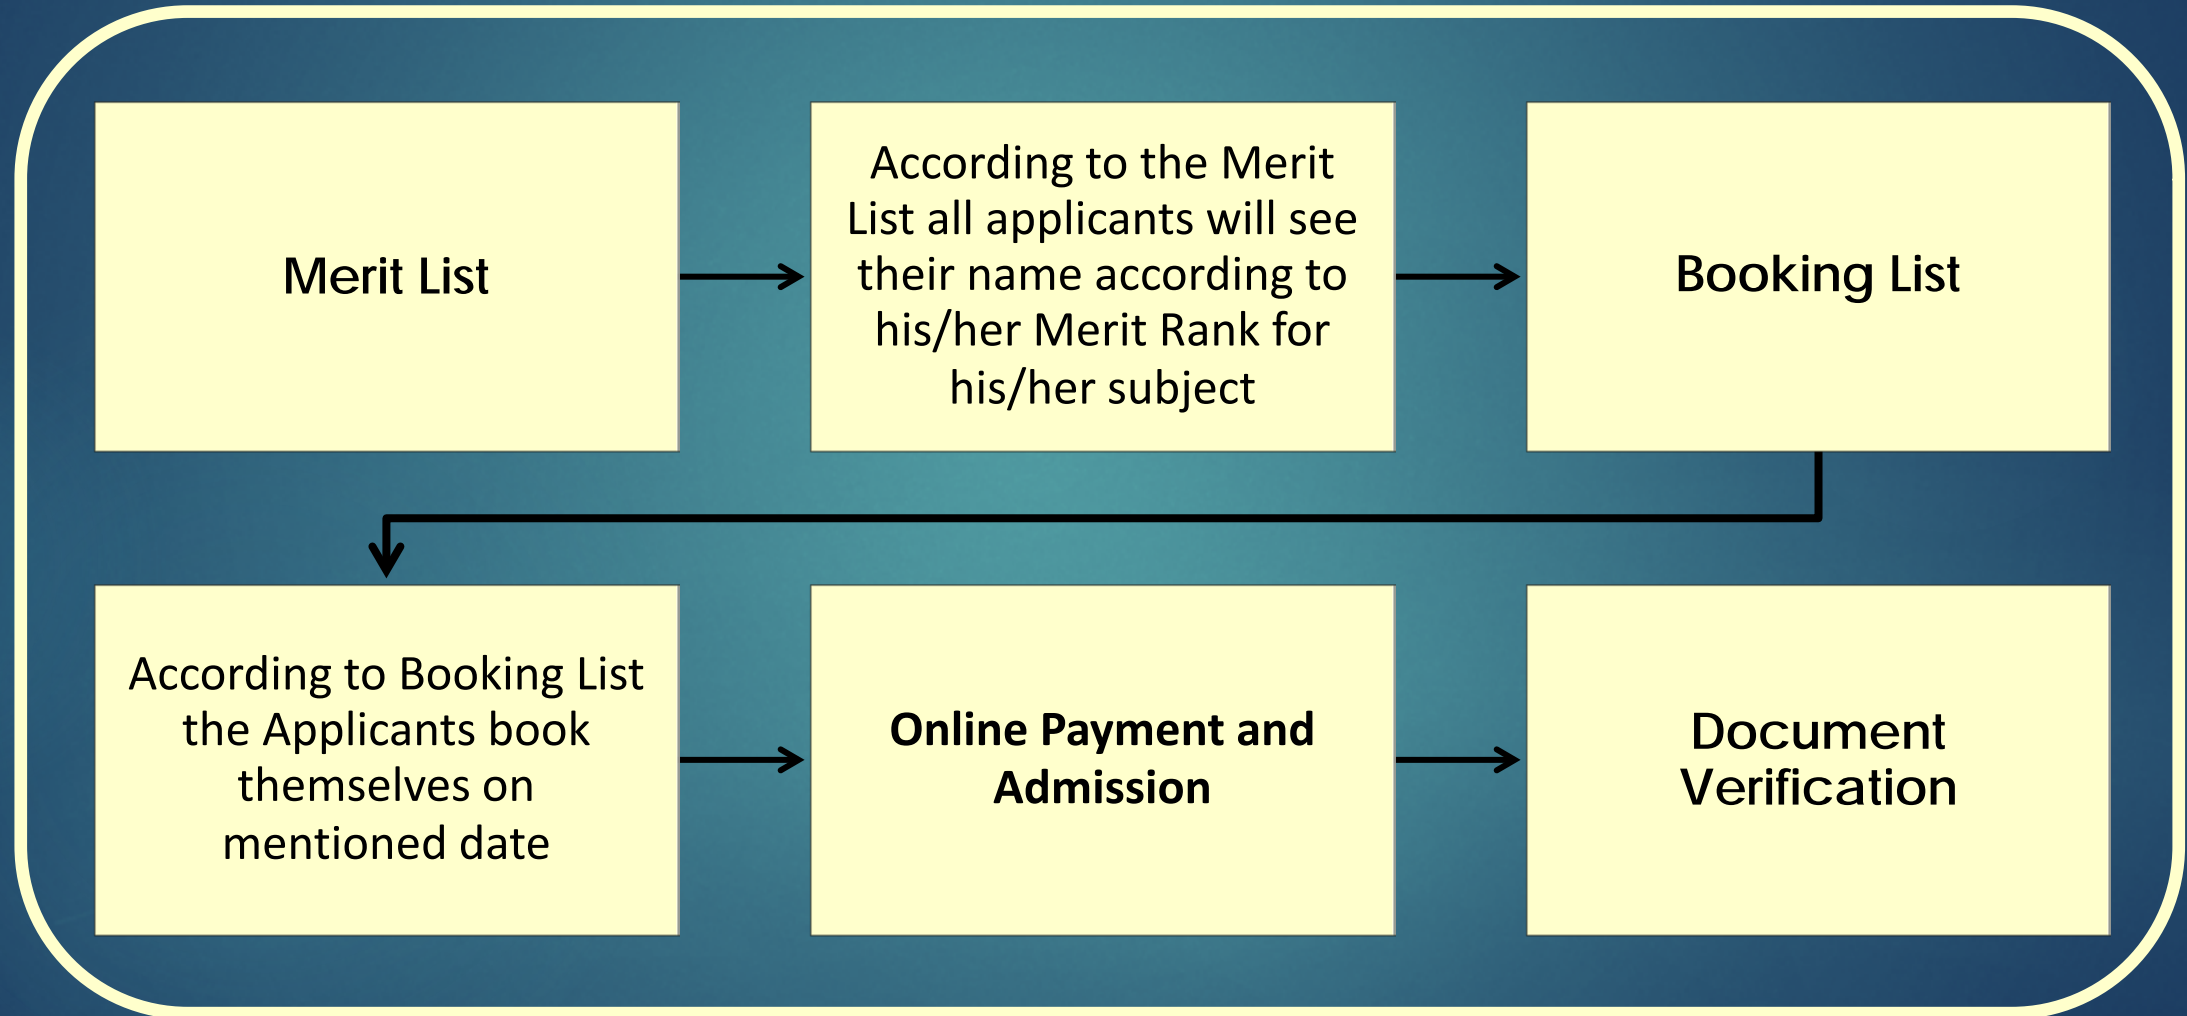 Merit List
According to the Merit
List all applicants will see
their name according to
his/her Merit Rank for
his/her subject
Booking List
According to Booking List
the Applicants book
themselves on
mentioned date
Online Payment and
Admission
Document
Verification